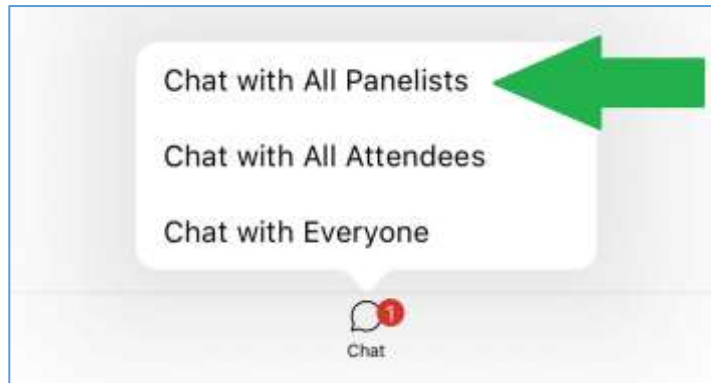 Chat with All Panelists
Chat with All Attendees
Chat with Everyone
1
Chat